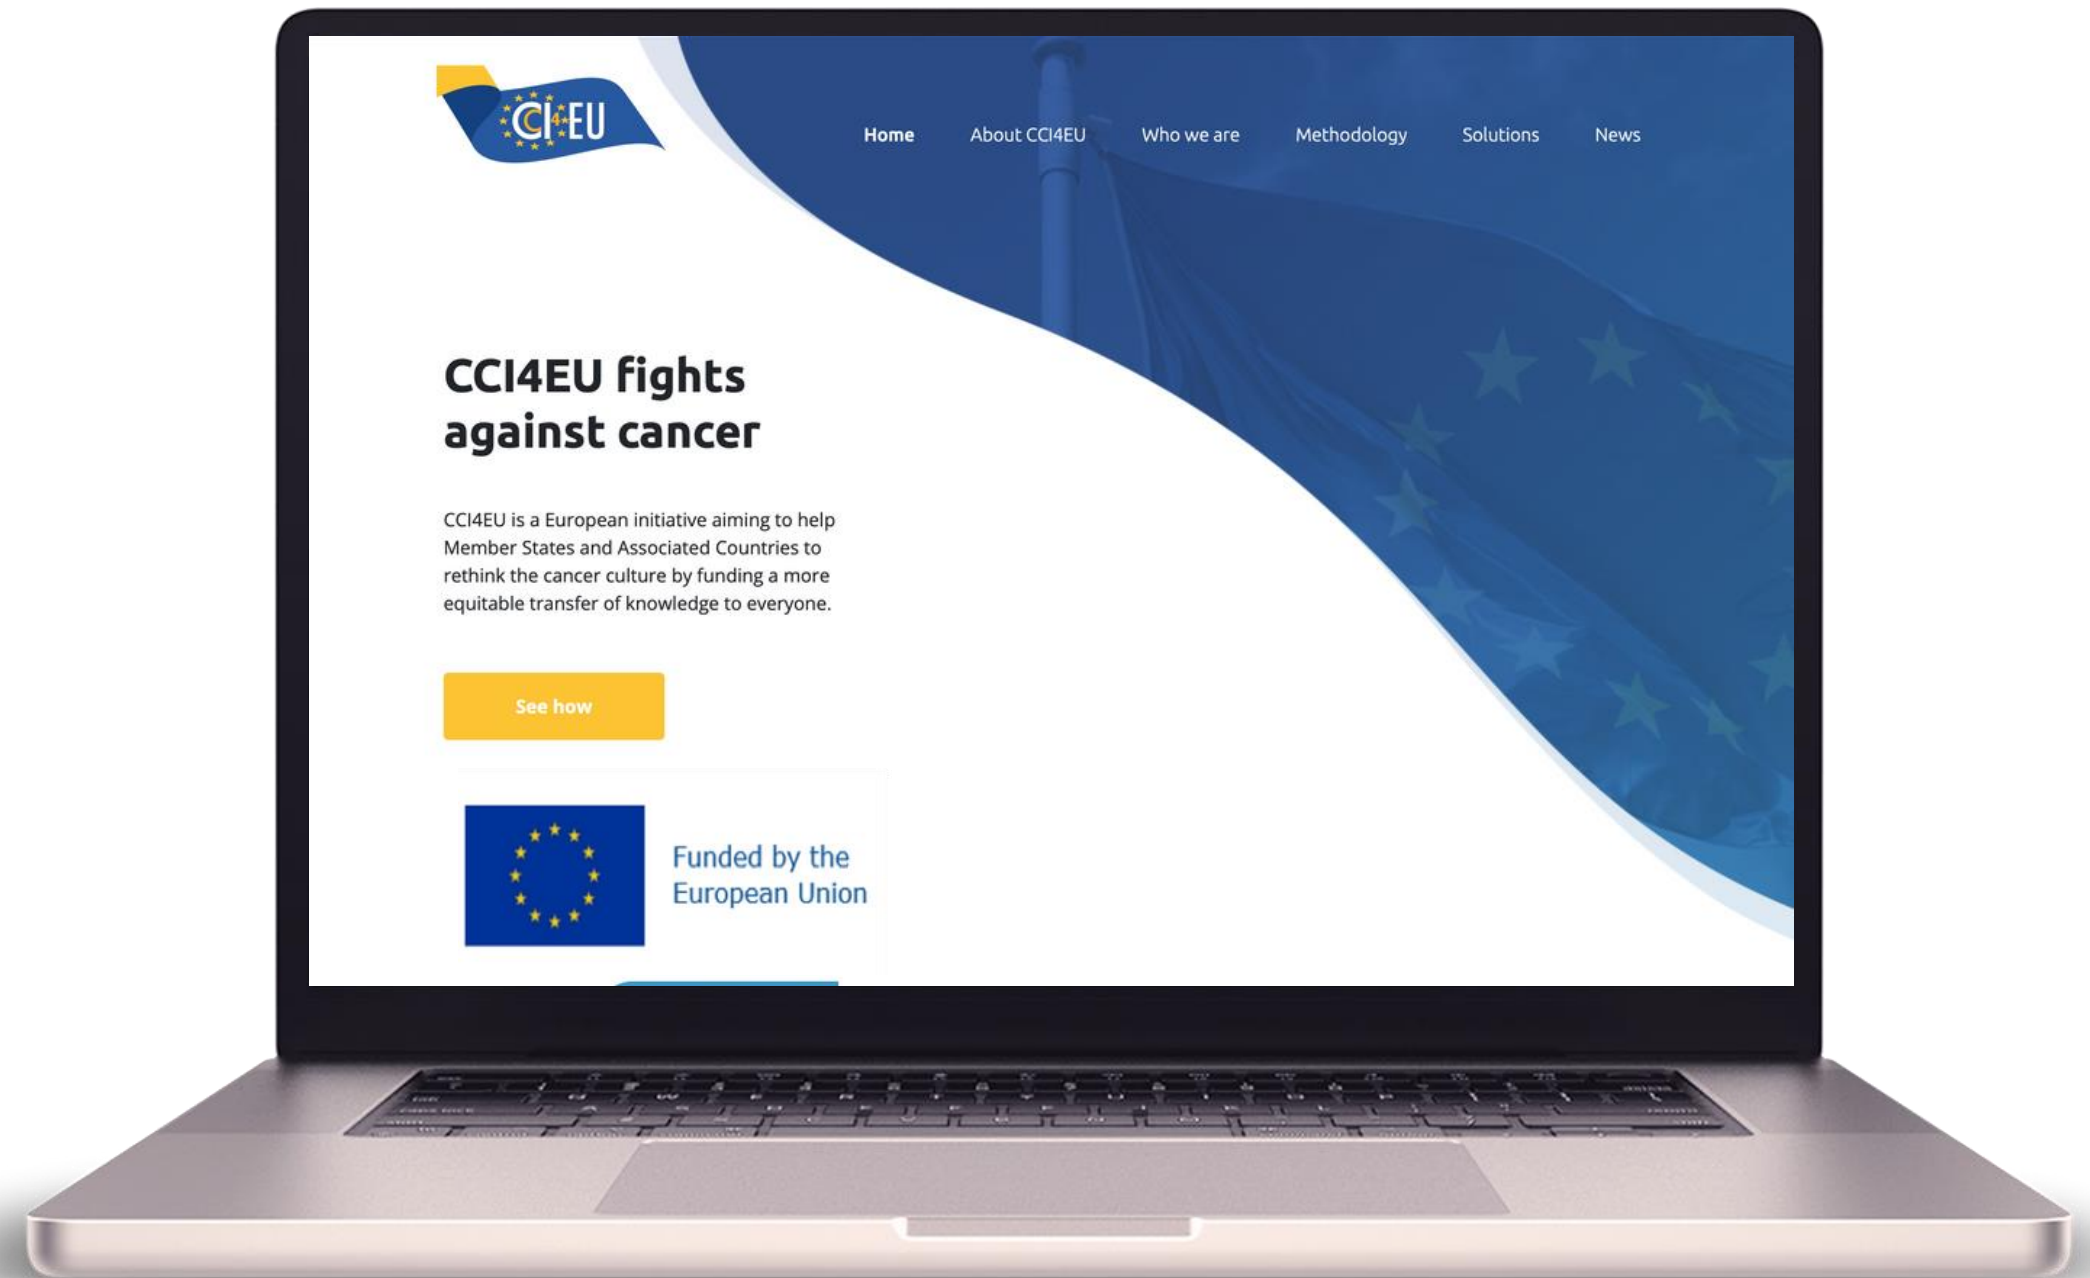 CCI4EU
Home About CCI4EU Who we are Methodology Solutions News
CCI4EU fights
against cancer
CCI4EU is a European initiative aiming to help
Member States and Associated Countries to
rethink the cancer culture by funding a more
equitable transfer of knowledge to everyone.
See how
Funded by the
European Union